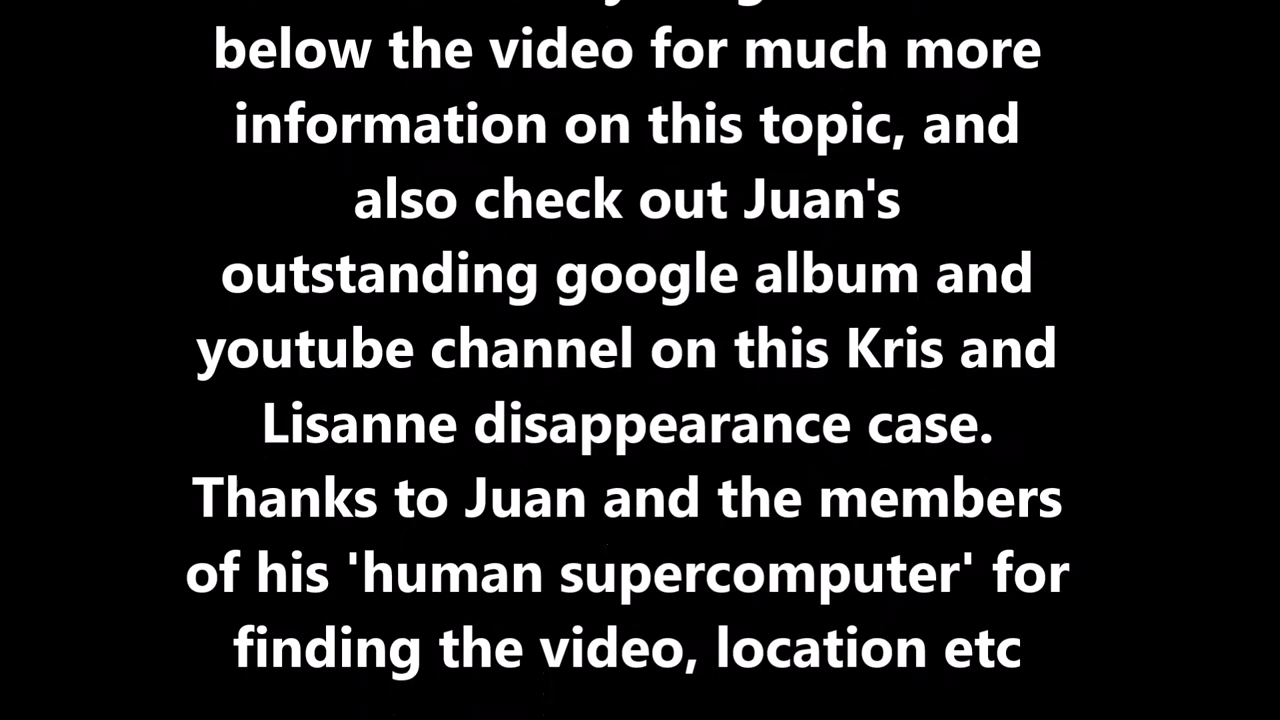 below the video for much more
information on this topic, and
also check out Juan's
outstanding google album and
youtube channel on this Kris and
Lisanne disappearance case.
Thanks to Juan and the members
of his 'human supercomputer' for
finding the video, location etc